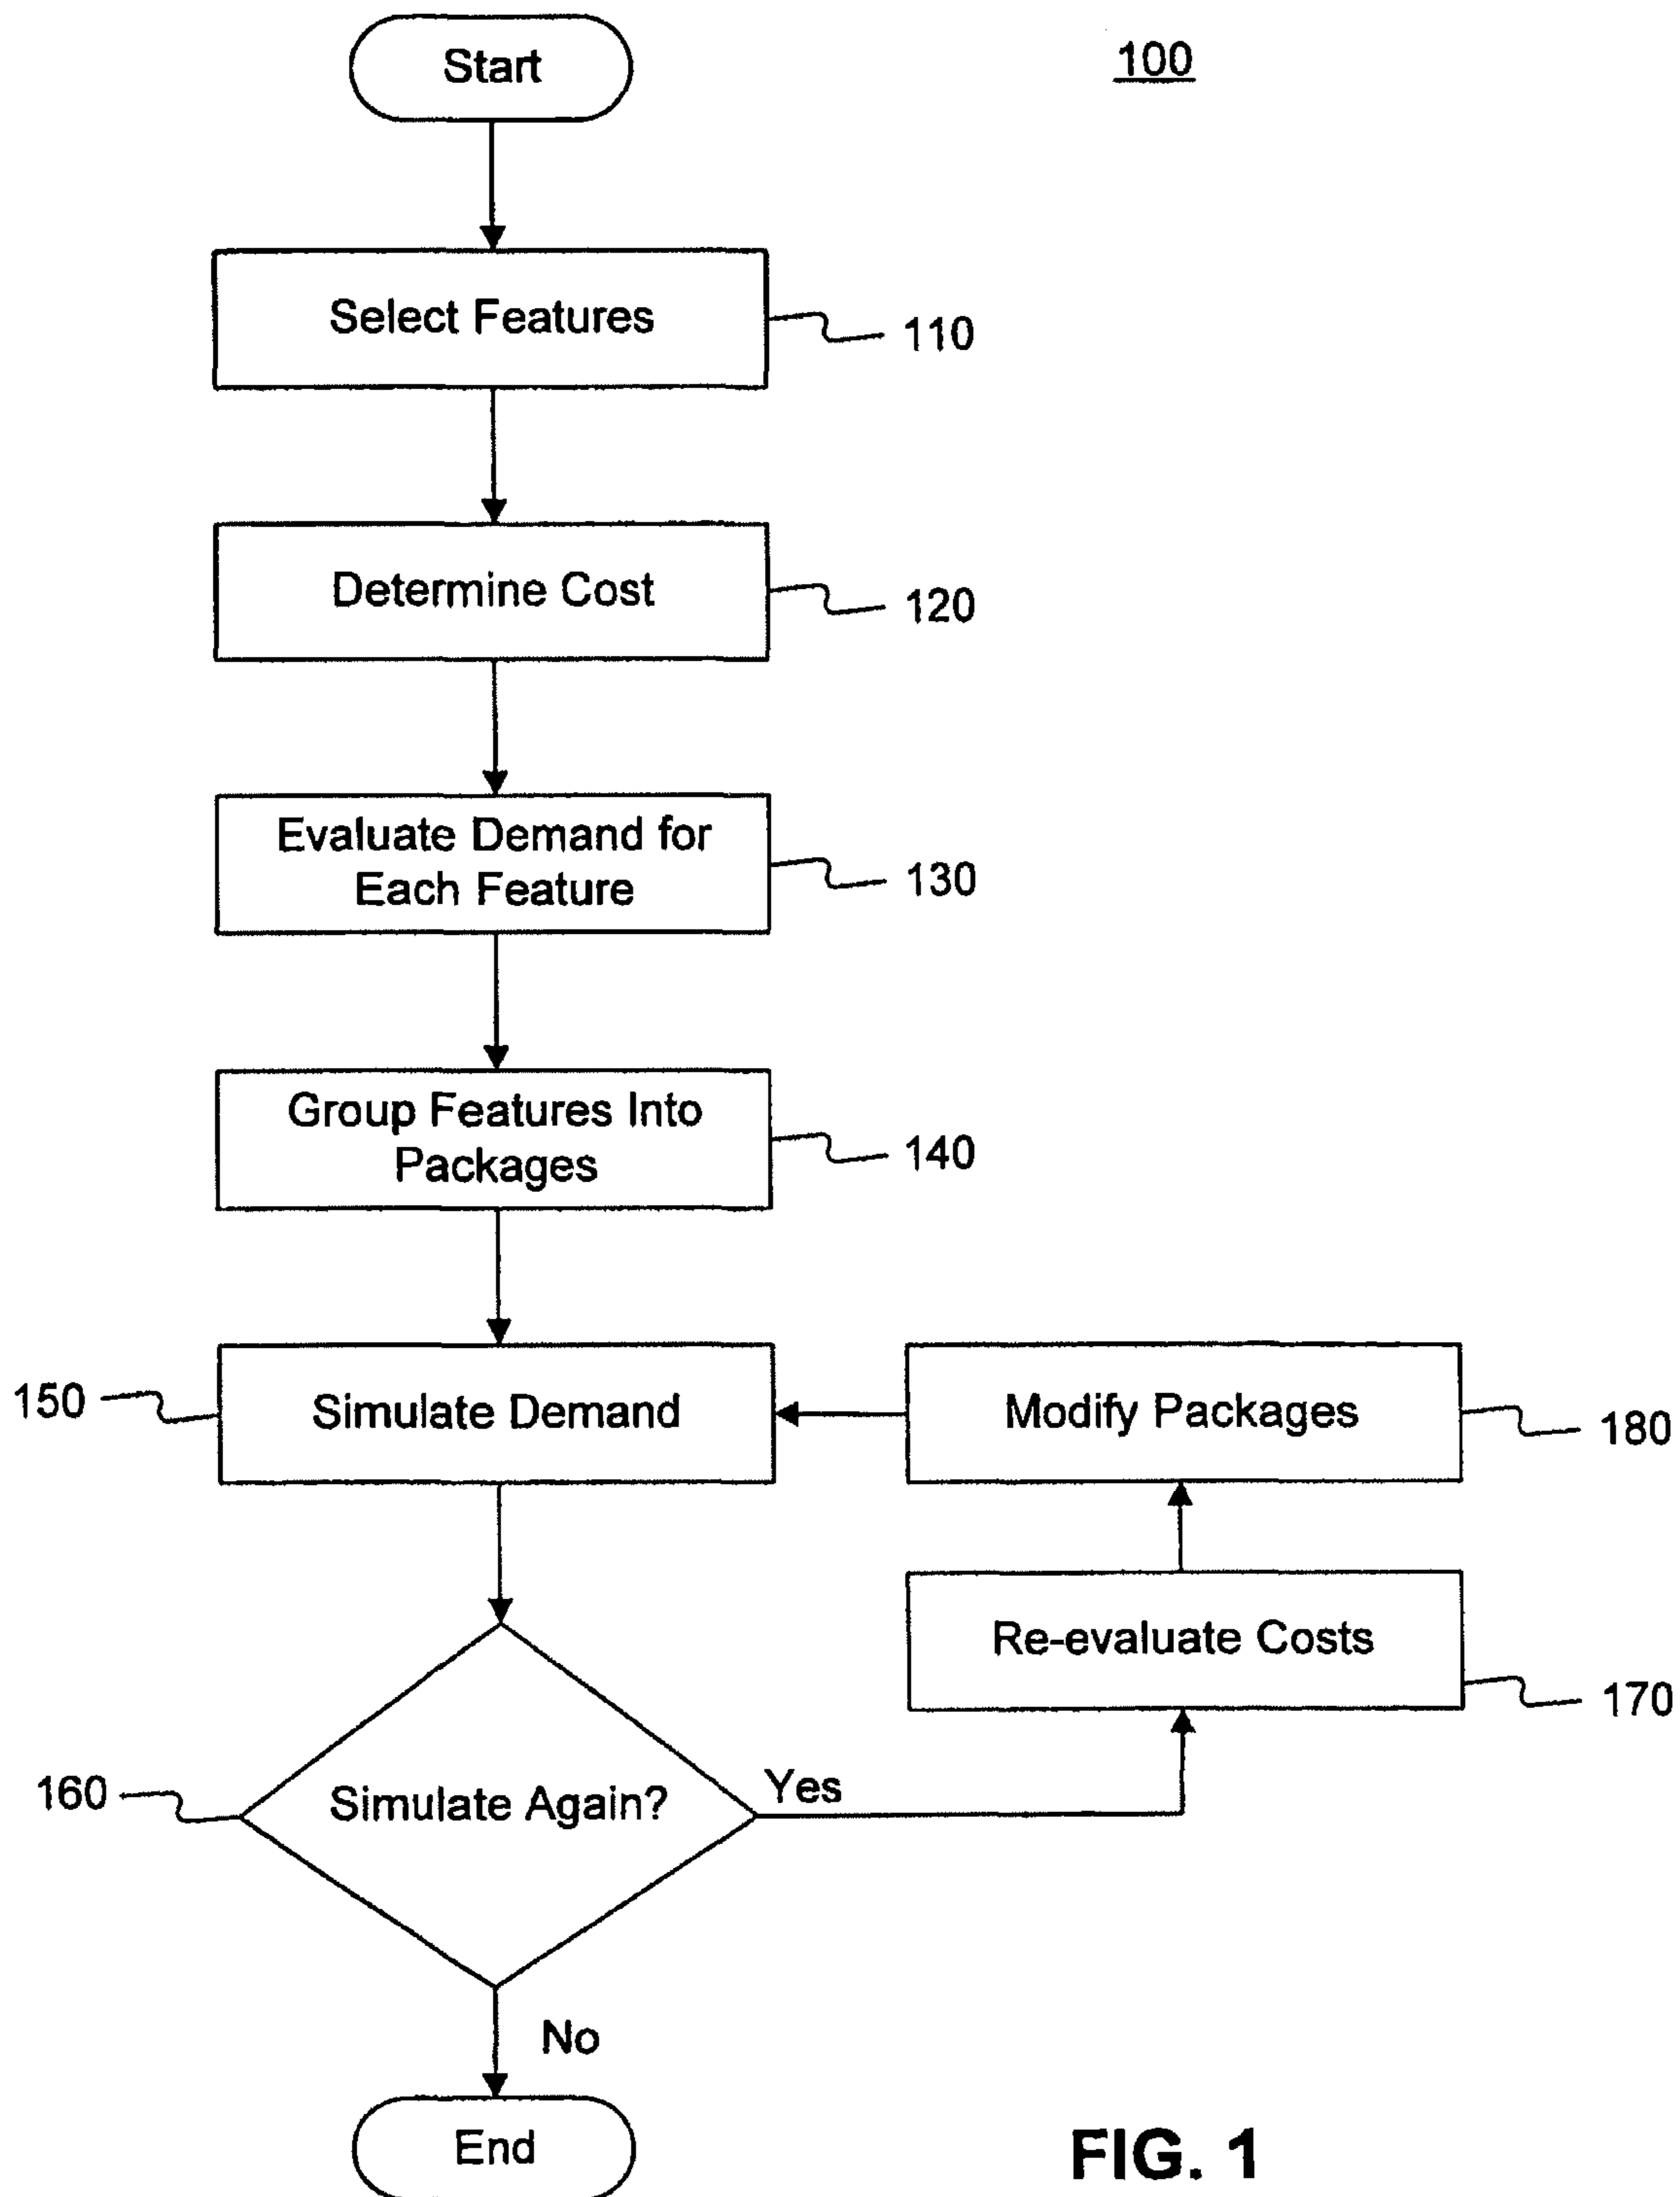 Start
100
Select Features
110
Determine Cost
120
Evaluate Demand for
Each Feature
130
Group Features Into
Packages
140
150
Simulate Demand
Modify Packages
180
Re-evaluate Costs
170
160
Simulate Again?
Yes
No
End
FIG. 1